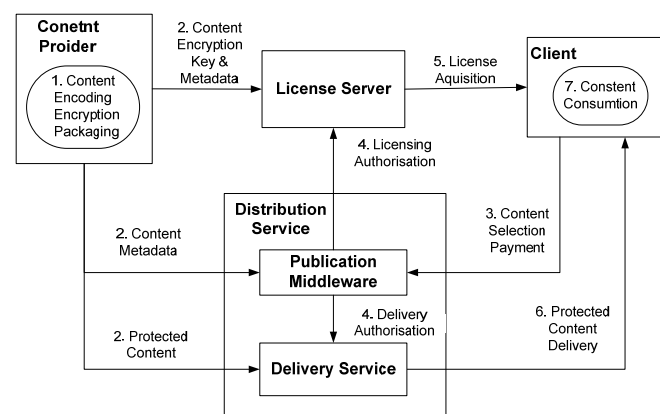 Conetnt
Proider
1. Content
Encoding
Encryption
Packaging
2. Content
Encryption
Key &
Metadata
License Server
5. License
Aquisition
Client
7. Constent
Consumtion
4. Licensing
Authorisation
Distribution
Service
2. Content
Metadata
Publication
Middleware
3. Content
Selection
Payment
4. Delivery
Authorisation
2. Protected
Content
Delivery Service
6. Protected
Content
Delivery